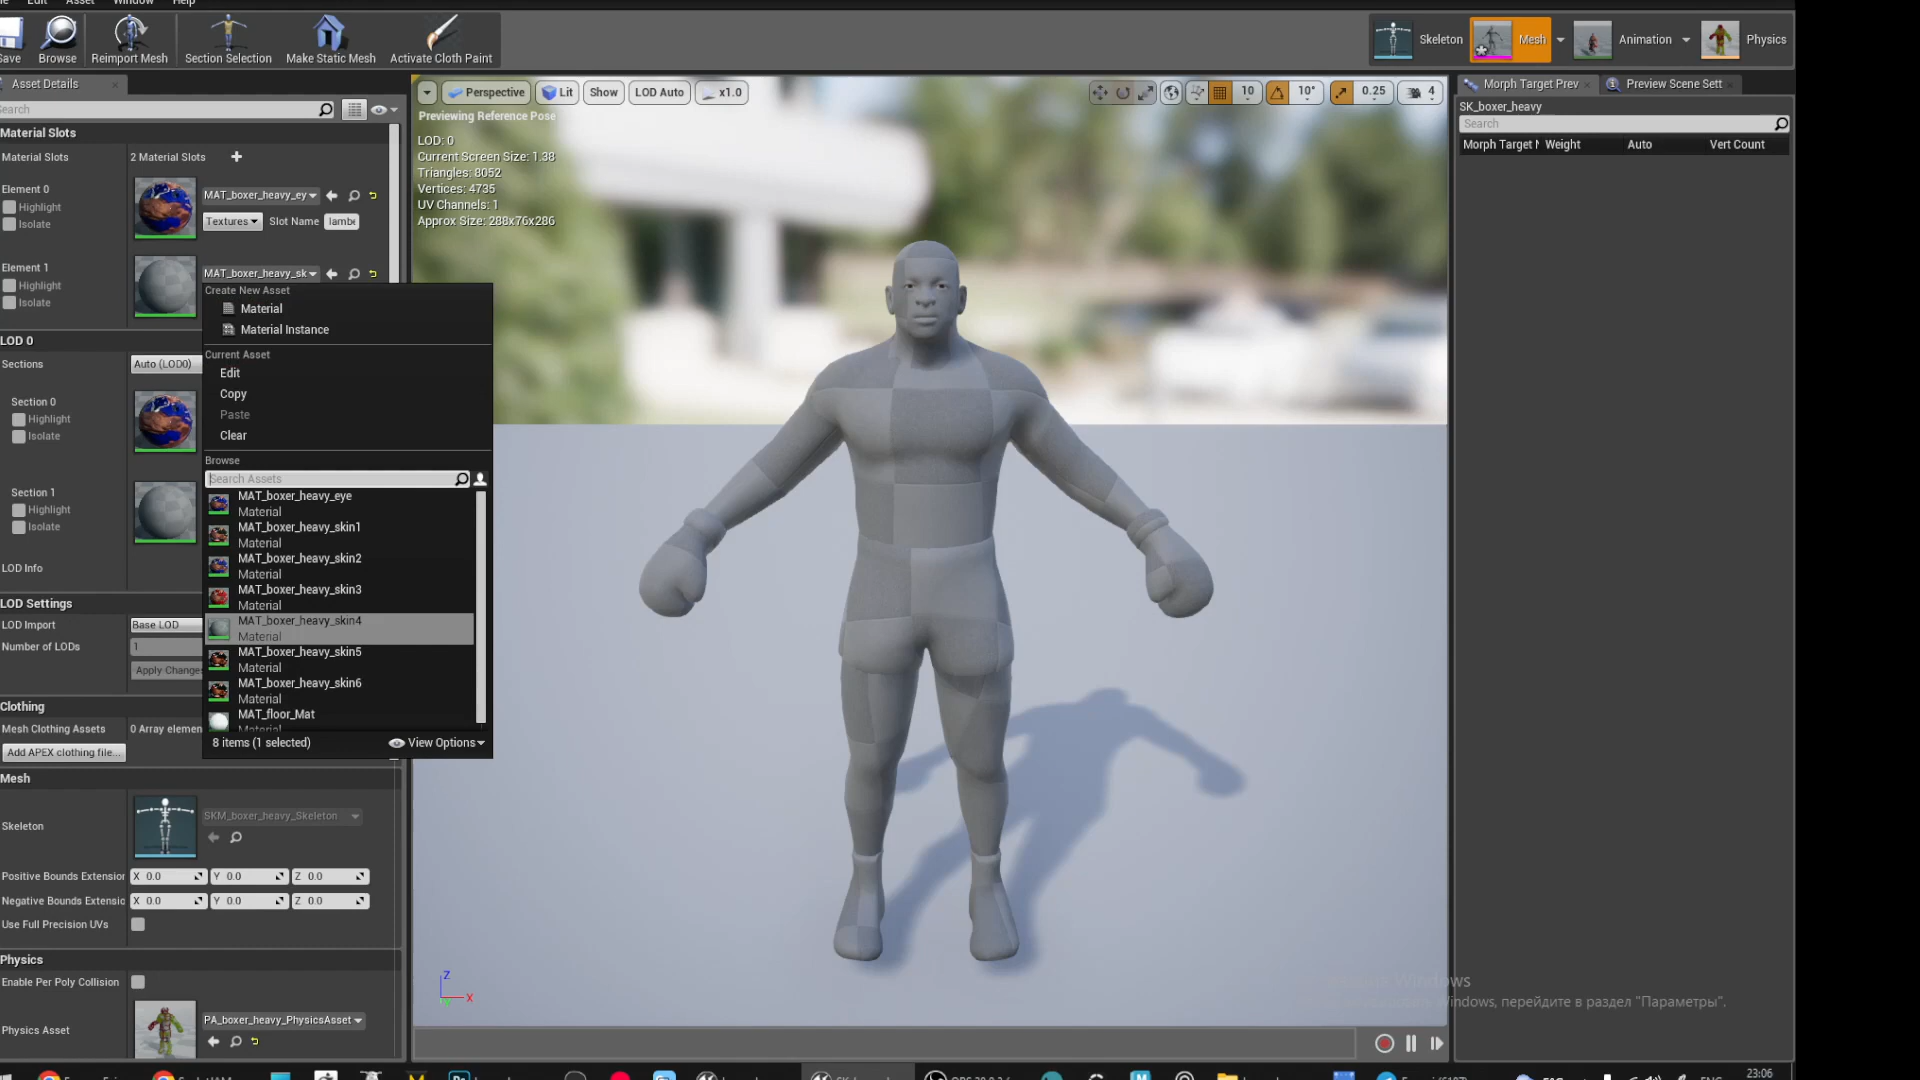 Edit Asset Window Help
Save Browse Reimport Mesh Section Selection Make Static Mesh Activate Cloth Paint Skeleton Mesh Animation Physics
Asset Details
Search
Material Slots
Material Slots 2 Material Slots
Element 0
MAT_boxer_heavy_ey
Highlight
Isolate
Textures Slot Name lambe
Element 1
MAT_boxer_heavy_sk
Highlight
Isolate
Create New Asset
Material
Material Instance
Current Asset
Edit
Copy
Paste
Clear
Browse
Search Assets
MAT_boxer_heavy_eye
Material
MAT_boxer_heavy_skin1
Material
MAT_boxer_heavy_skin2
Material
MAT_boxer_heavy_skin3
Material
MAT_boxer_heavy_skin4
Material
MAT_boxer_heavy_skin5
Material
MAT_boxer_heavy_skin6
Material
MAT_floor_Mat
Material
8 items (1 selected) View Options
LOD 0
Sections Auto (LOD0)
Section 0
Highlight
Isolate
Section 1
Highlight
Isolate
LOD Info
LOD Settings
LOD Import Base LOD
Number of LODs 1
Apply Change
Clothing
Mesh Clothing Assets 0 Array elemen
Add APEX clothing file...
Mesh
Skeleton SKM_boxer_heavy_Skeleton
Positive Bounds Extension X 0.0 Y 0.0 Z 0.0
Negative Bounds Extensio X 0.0 Y 0.0 Z 0.0
Use Full Precision UVs
Physics
Enable Per Poly Collision
Physics Asset PA_boxer_heavy_PhysicsAsset
Perspective Lit Show LOD Auto x1.0 10 10° 0.25 4
Previewing Reference Pose
LOD: 0
Current Screen Size: 1.38
Triangles: 8052
Vertices: 4735
UV Channels: 1
Approx Size: 288x76x286
Z
X
Morph Target Prev Preview Scene Sett
SK_boxer_heavy
Search
Morph Target N Weight Auto Vert Count
Windows
Windows, перейдите в раздел "Параметры".
23:06